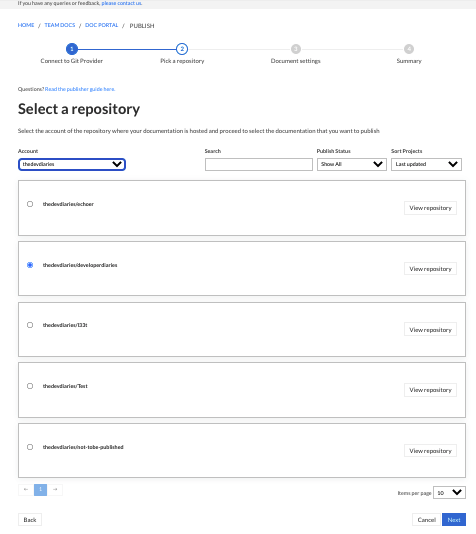 If you have any queries or feedback, please contact us.
HOME / TEAM DOCS / DOC PORTAL / PUBLISH
1 2 3 4
Connect to Git Provider Pick a repository Document settings Summary
Questions? Read the publisher guide here.
Select a repository
Select the account of the repository where your documentation is hosted and proceed to select the documentation that you want to publish
Account Search Publish Status Sort Projects
thedevdiaries Show All Last updated
thedevdiaries/echoer View repository
thedevdiaries/developerdiaries View repository
thedevdiaries/l33t View repository
thedevdiaries/Test View repository
thedevdiaries/not-tobe-published View repository
← 1 → Items per page 10
Back Cancel Next